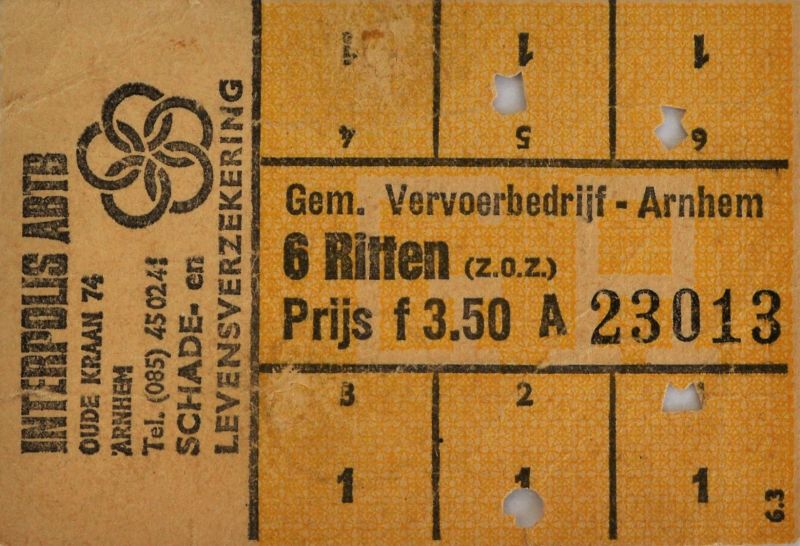 INTERPOLIS ABTB
OUDE KRAAN 74
ARNHEM
Tel. (085) 450241
SCHADE- en
LEVENSVERZEKERING
1 1 1
4 5 6
Gem. Vervoerbedrijf - Arnhem
6 Ritten (z.o.z.)
Prijs f 3.50 A 23013
3 2
1 1 1
6.3